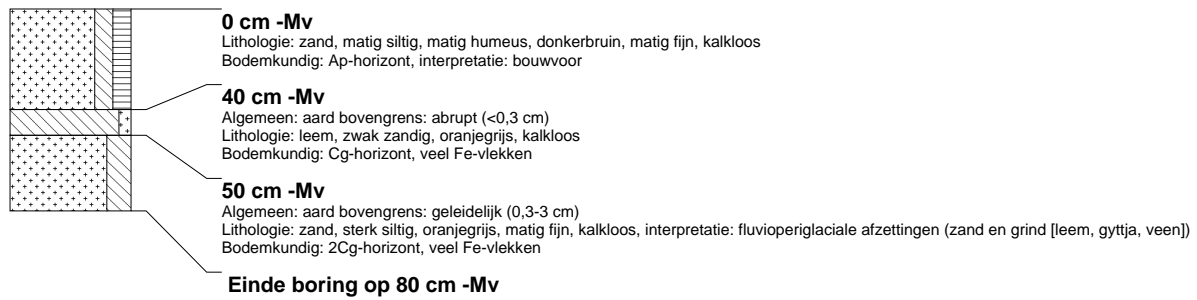 0 cm -Mv
Lithologie: zand, matig siltig, matig humeus, donkerbruin, matig fijn, kalkloos
Bodemkundig: Ap-horizont, interpretatie: bouwvoor
40 cm -Mv
Algemeen: aard bovengrens: abrupt (<0,3 cm)
Lithologie: leem, zwak zandig, oranjegrijs, kalkloos
Bodemkundig: Cg-horizont, veel Fe-vlekken
50 cm -Mv
Algemeen: aard bovengrens: geleidelijk (0,3-3 cm)
Lithologie: zand, sterk siltig, oranjegrijs, matig fijn, kalkloos, interpretatie: fluvioperiglaciale afzettingen (zand en grind [leem, gyttja, veen])
Bodemkundig: 2Cg-horizont, veel Fe-vlekken
Einde boring op 80 cm -Mv